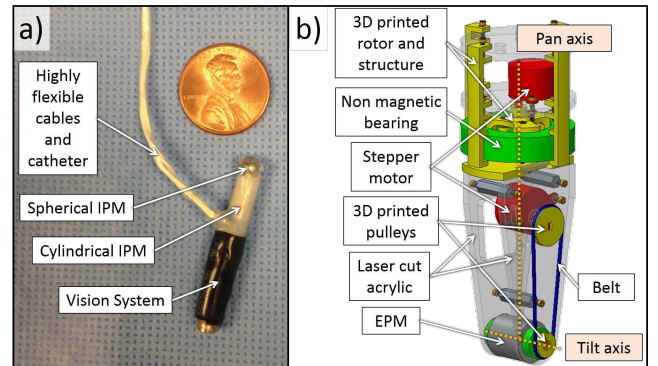 a)
Highly
flexible
cables
and
catheter
Spherical IPM
Cylindrical IPM
Vision System
b)
3D printed
rotor and
structure
Pan axis
Non magnetic
bearing
Stepper
motor
3D printed
pulleys
Laser cut
acrylic
Belt
EPM
Tilt axis